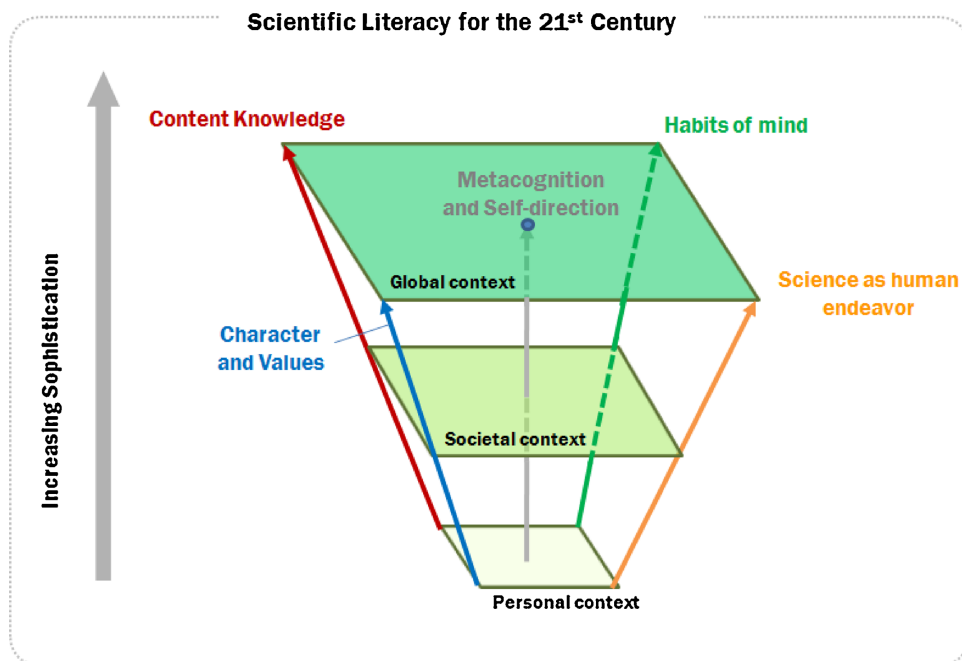 Scientific Literacy for the 21st Century
Content Knowledge
Habits of mind
Metacognition
and Self-direction
Global context
Science as human
endeavor
Character
and Values
Increasing Sophistication
Societal context
Personal context